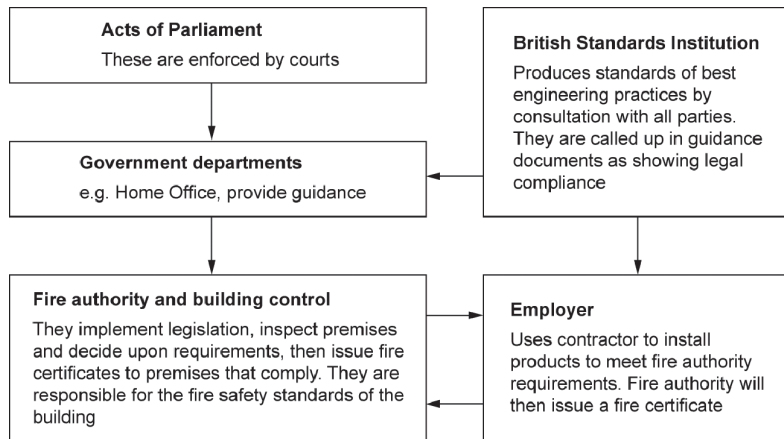 Acts of Parliament
These are enforced by courts
British Standards Institution
Produces standards of best
engineering practices by
consultation with all parties.
They are called up in guidance
documents as showing legal
compliance
Government departments
e.g. Home Office, provide guidance
Fire authority and building control
They implement legislation, inspect premises
and decide upon requirements, then issue fire
certificates to premises that comply. They are
responsible for the fire safety standards of the
building
Employer
Uses contractor to install
products to meet fire authority
requirements. Fire authority will
then issue a fire certificate